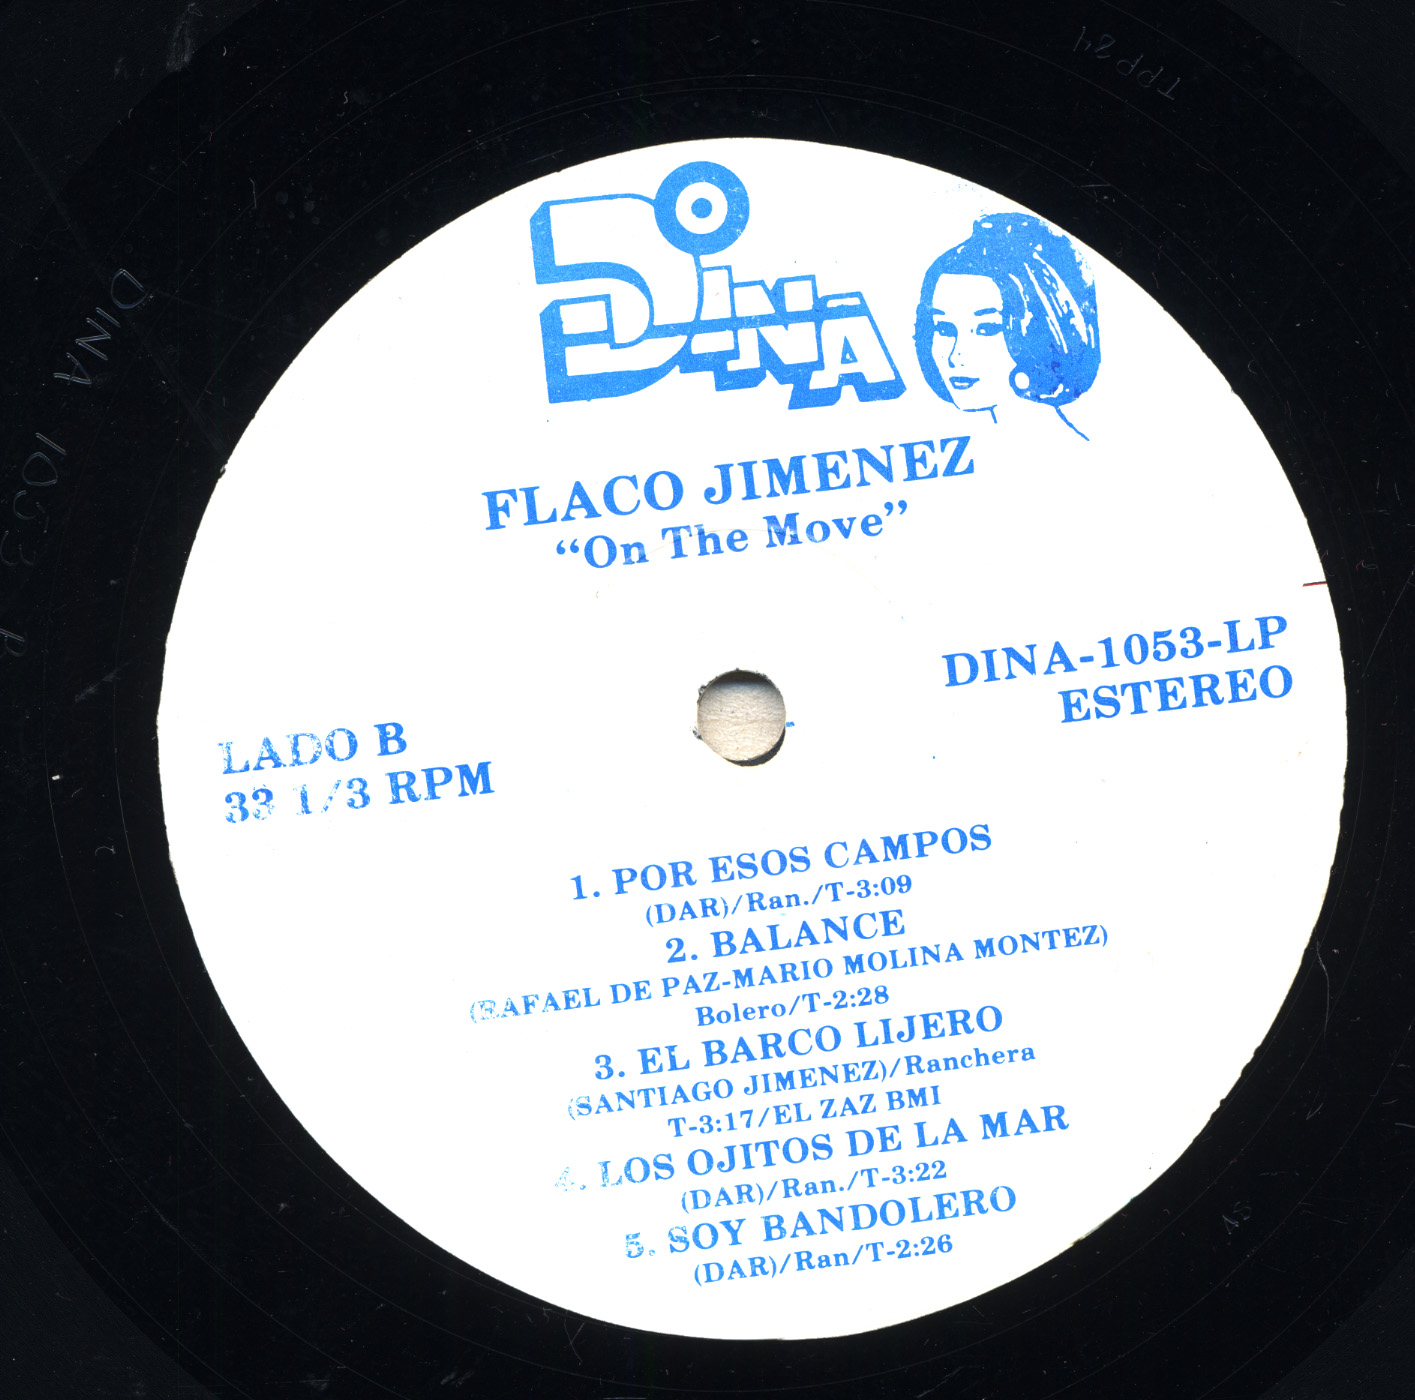 DINA
FLACO JIMENEZ
“On The Move”
DINA-1053-LP
ESTEREO
LADO B
33 1/3 RPM
1. POR ESOS CAMPOS
(DAR)/Ran./T-3:09
2. BALANCE
(RAFAEL DE PAZ-MARIO MOLINA MONTEZ)
Bolero/T-2:28
3. EL BARCO LIJERO
(SANTIAGO JIMENEZ)/Ranchera
T-3:17/EL ZAZ BMI
4. LOS OJITOS DE LA MAR
(DAR)/Ran./T-3:22
5. SOY BANDOLERO
(DAR)/Ran/T-2:26
DINA 1053 B